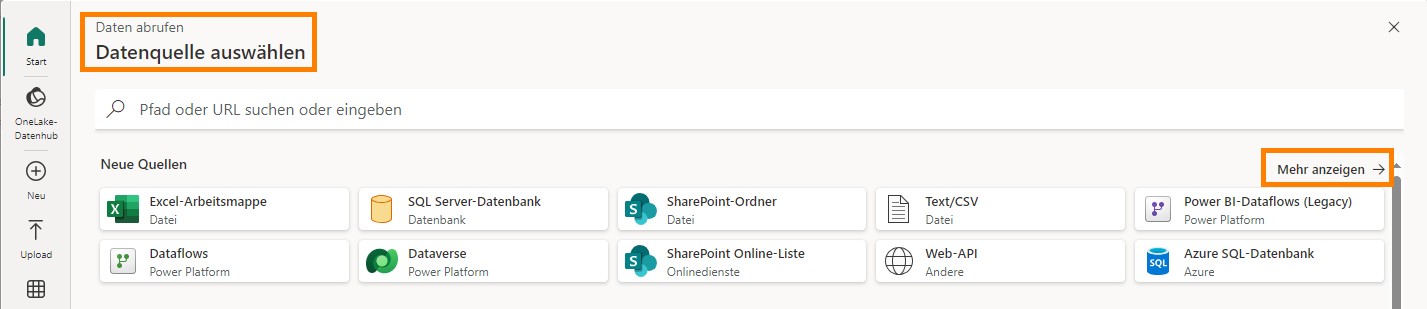 Daten abrufen
Datenquelle auswählen
Start
OneLake-
Datenhub
Neu
Upload
Pfad oder URL suchen oder eingeben
Neue Quellen
Mehr anzeigen →
Excel-Arbeitsmappe
Datei
SQL Server-Datenbank
Datenbank
SharePoint-Ordner
Datei
Text/CSV
Datei
Power BI-Dataflows (Legacy)
Power Platform
Dataflows
Power Platform
Dataverse
Power Platform
SharePoint Online-Liste
Onlinedienste
Web-API
Andere
SQL
Azure SQL-Datenbank
Azure